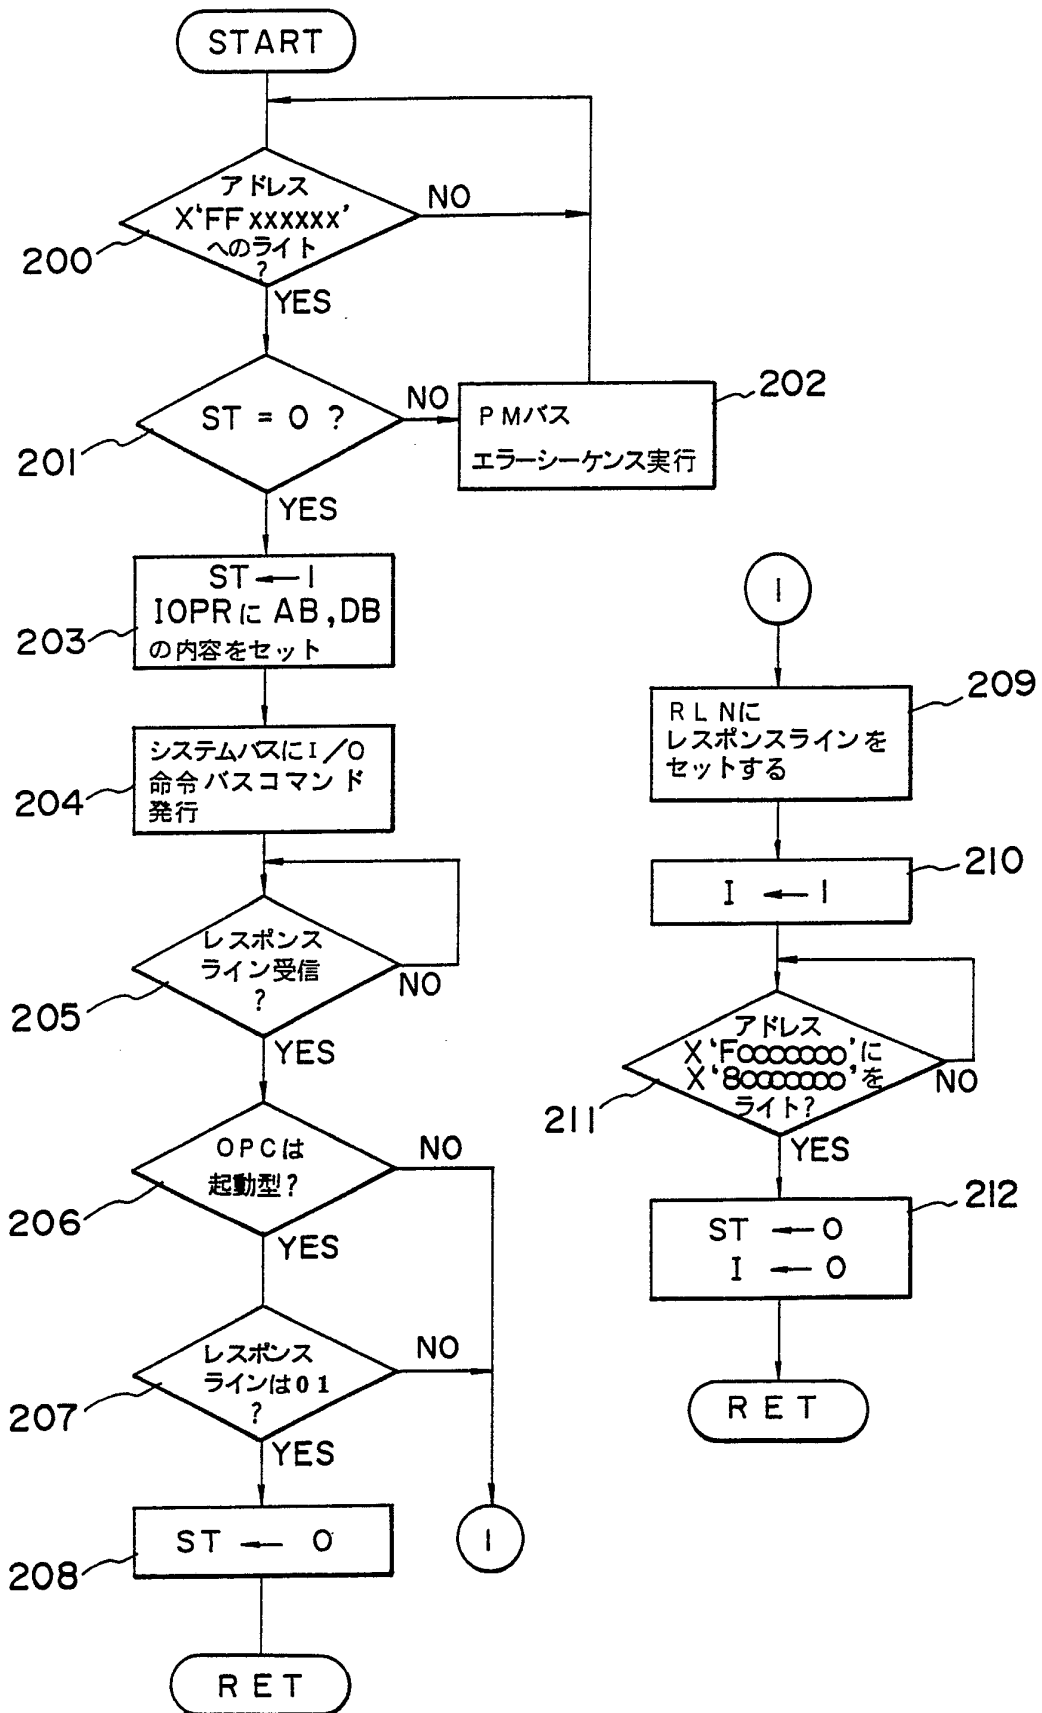 START
アドレス
X'FFxxxxxx'
へのライト
?
NO
200
YES
ST = 0 ?
NO
201
202
PMバス
エラーシーケンス実行
YES
ST ← 1
IOPRに AB,DB
の内容をセット
203
システムバスにI/O
命令バスコマンド
発行
204
レスポンス
ライン受信
?
NO
205
YES
OPCは
起動型?
NO
206
YES
レスポンス
ラインは01
?
NO
207
YES
ST ← 0
208
1
RET
1
209
RLNに
レスポンスラインを
セットする
210
I ← 1
アドレス
X'F0000000'に
X'80000000'を
ライト?
NO
211
YES
212
ST ← 0
I ← 0
RET